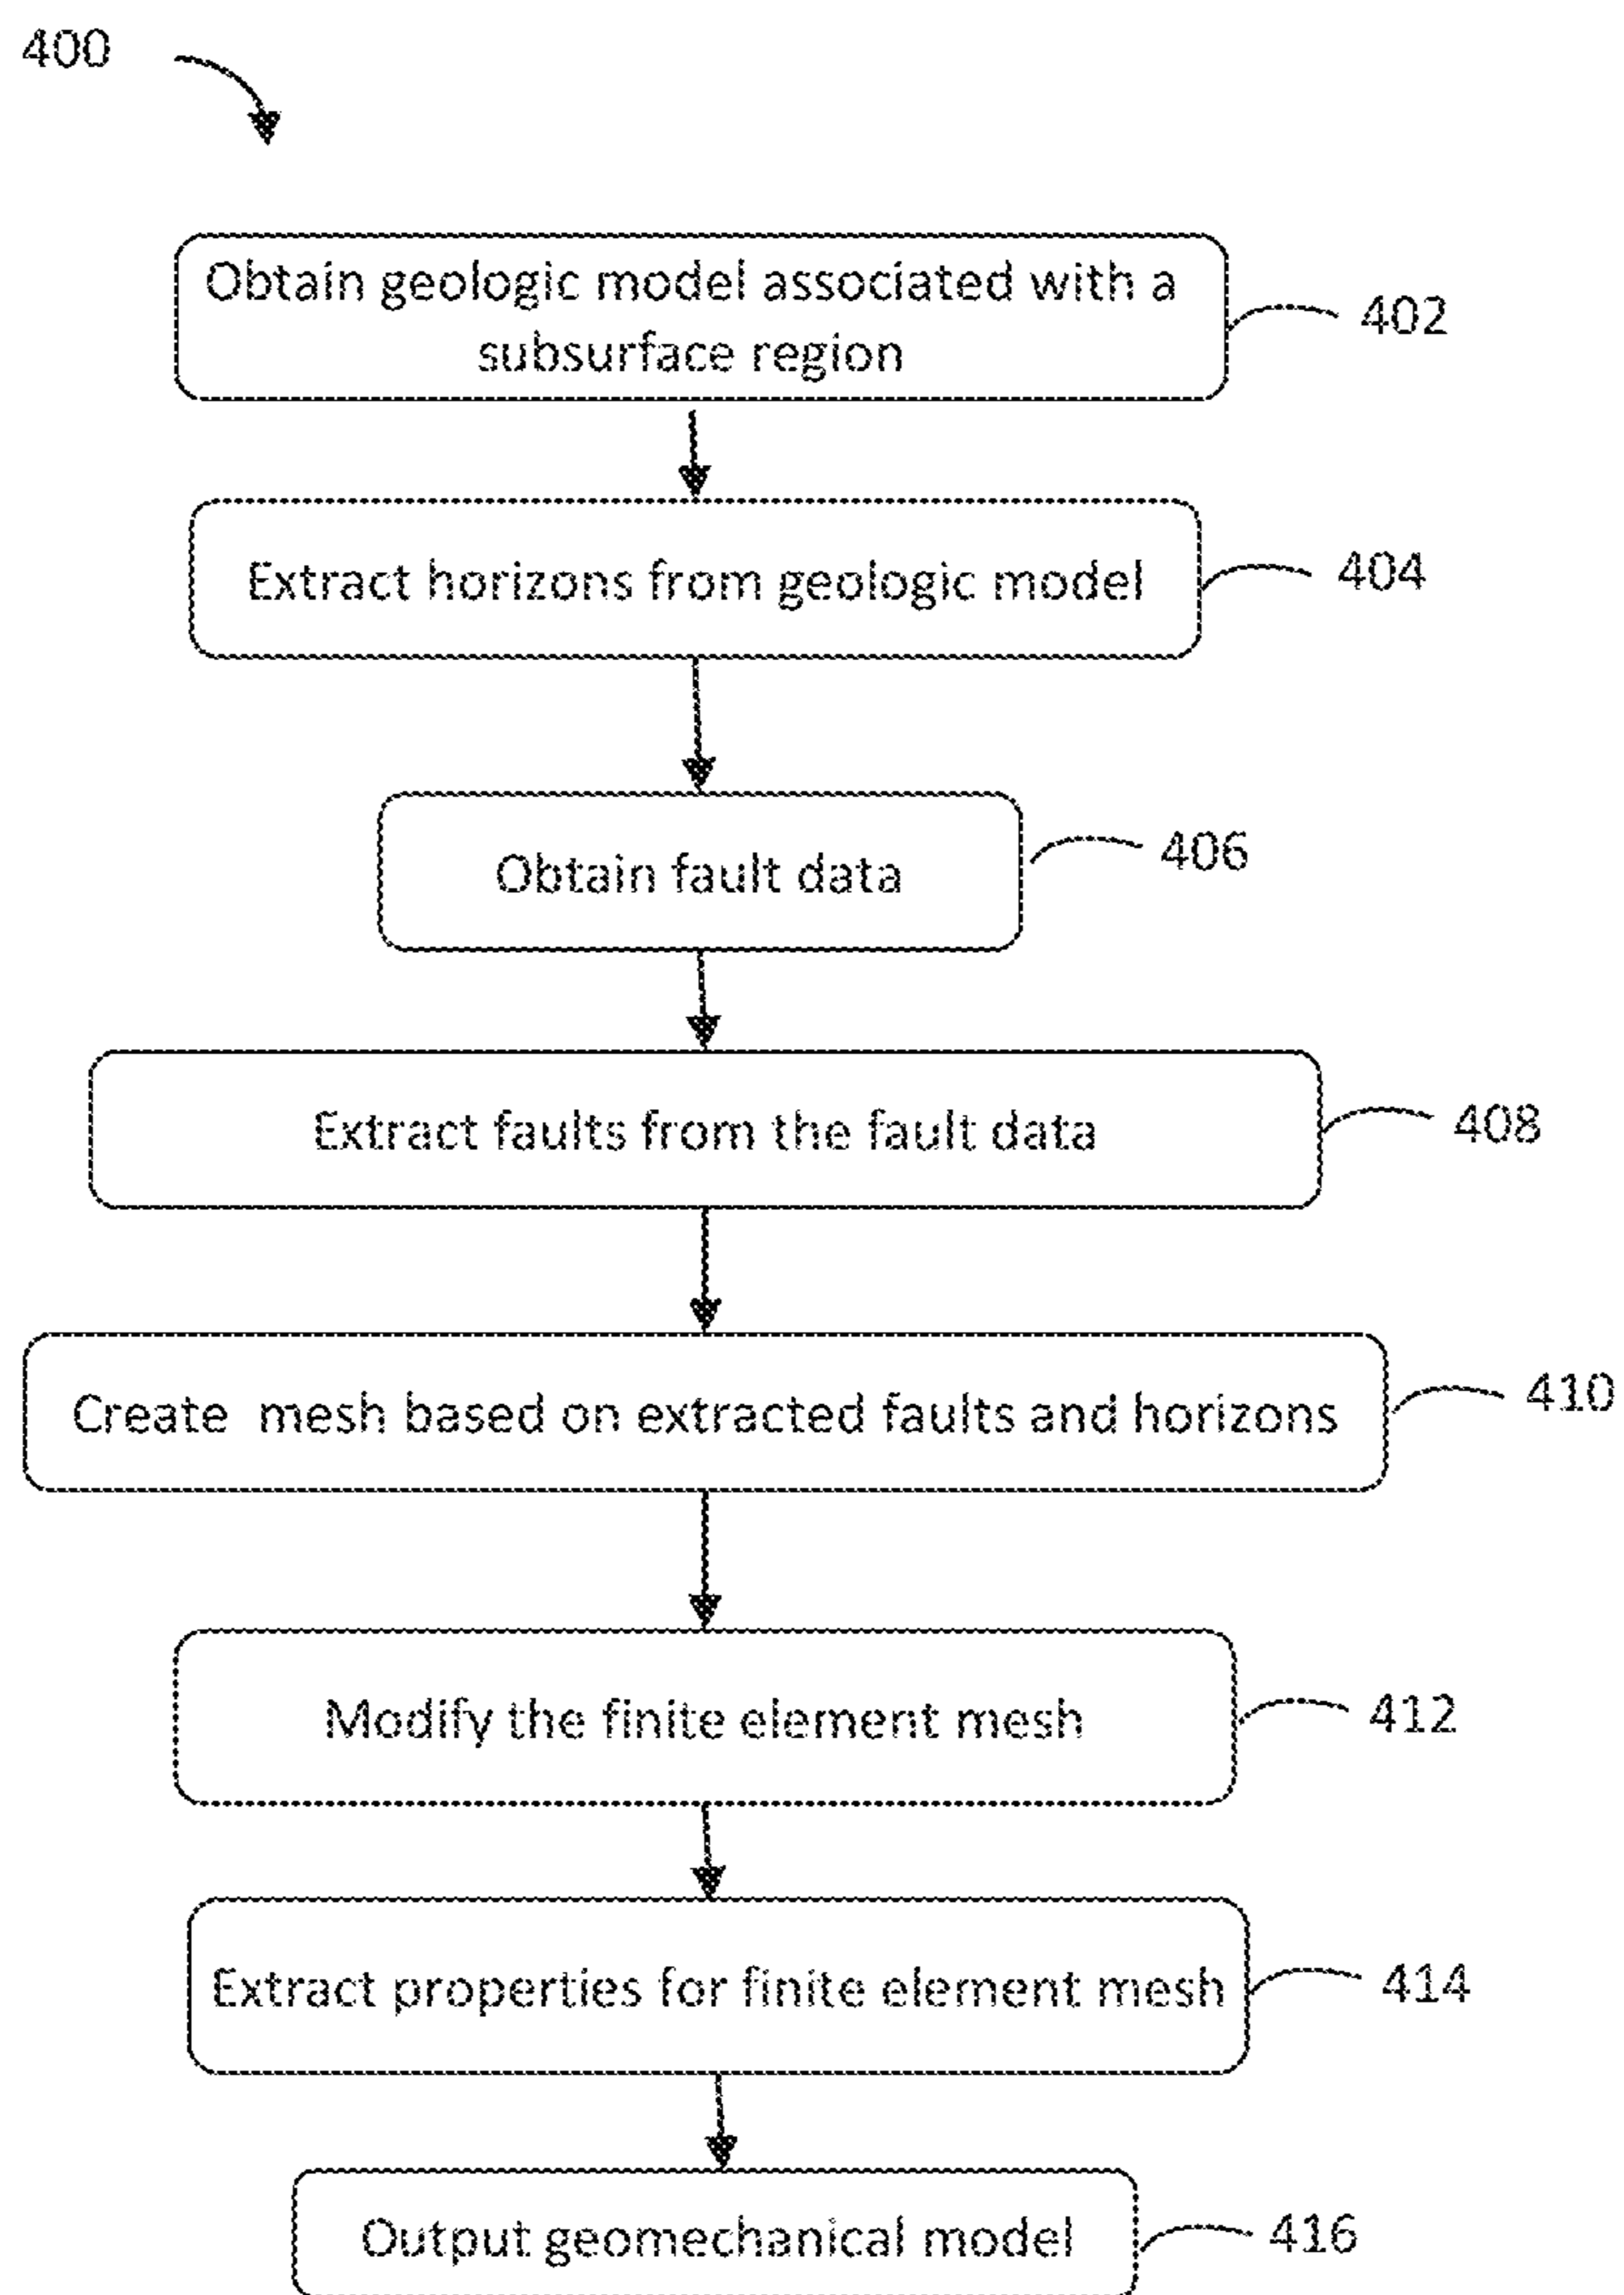 400
Obtain geologic model associated with a
subsurface region
402
Extract horizons from geologic model
404
Obtain fault data
406
Extract faults from the fault data
408
Create mesh based on extracted faults and horizons
410
Modify the finite element mesh
412
Extract properties for finite element mesh
414
Output geomechanical model
416